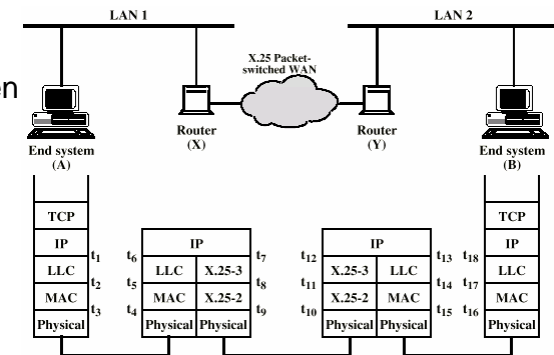 LAN 1 LAN 2
X.25 Packet-
switched WAN
en
Router
(X)
Router
(Y)
End system
(A)
End system
(B)
TCP TCP
IP IP IP IP
t1 t6 t7 t12 t13 t18
LLC LLC X.25-3 X.25-3 LLC LLC
t2 t5 t8 t11 t14 t17
MAC MAC X.25-2 X.25-2 MAC MAC
t3 t4 t9 t10 t15 t16
Physical Physical Physical Physical Physical Physical